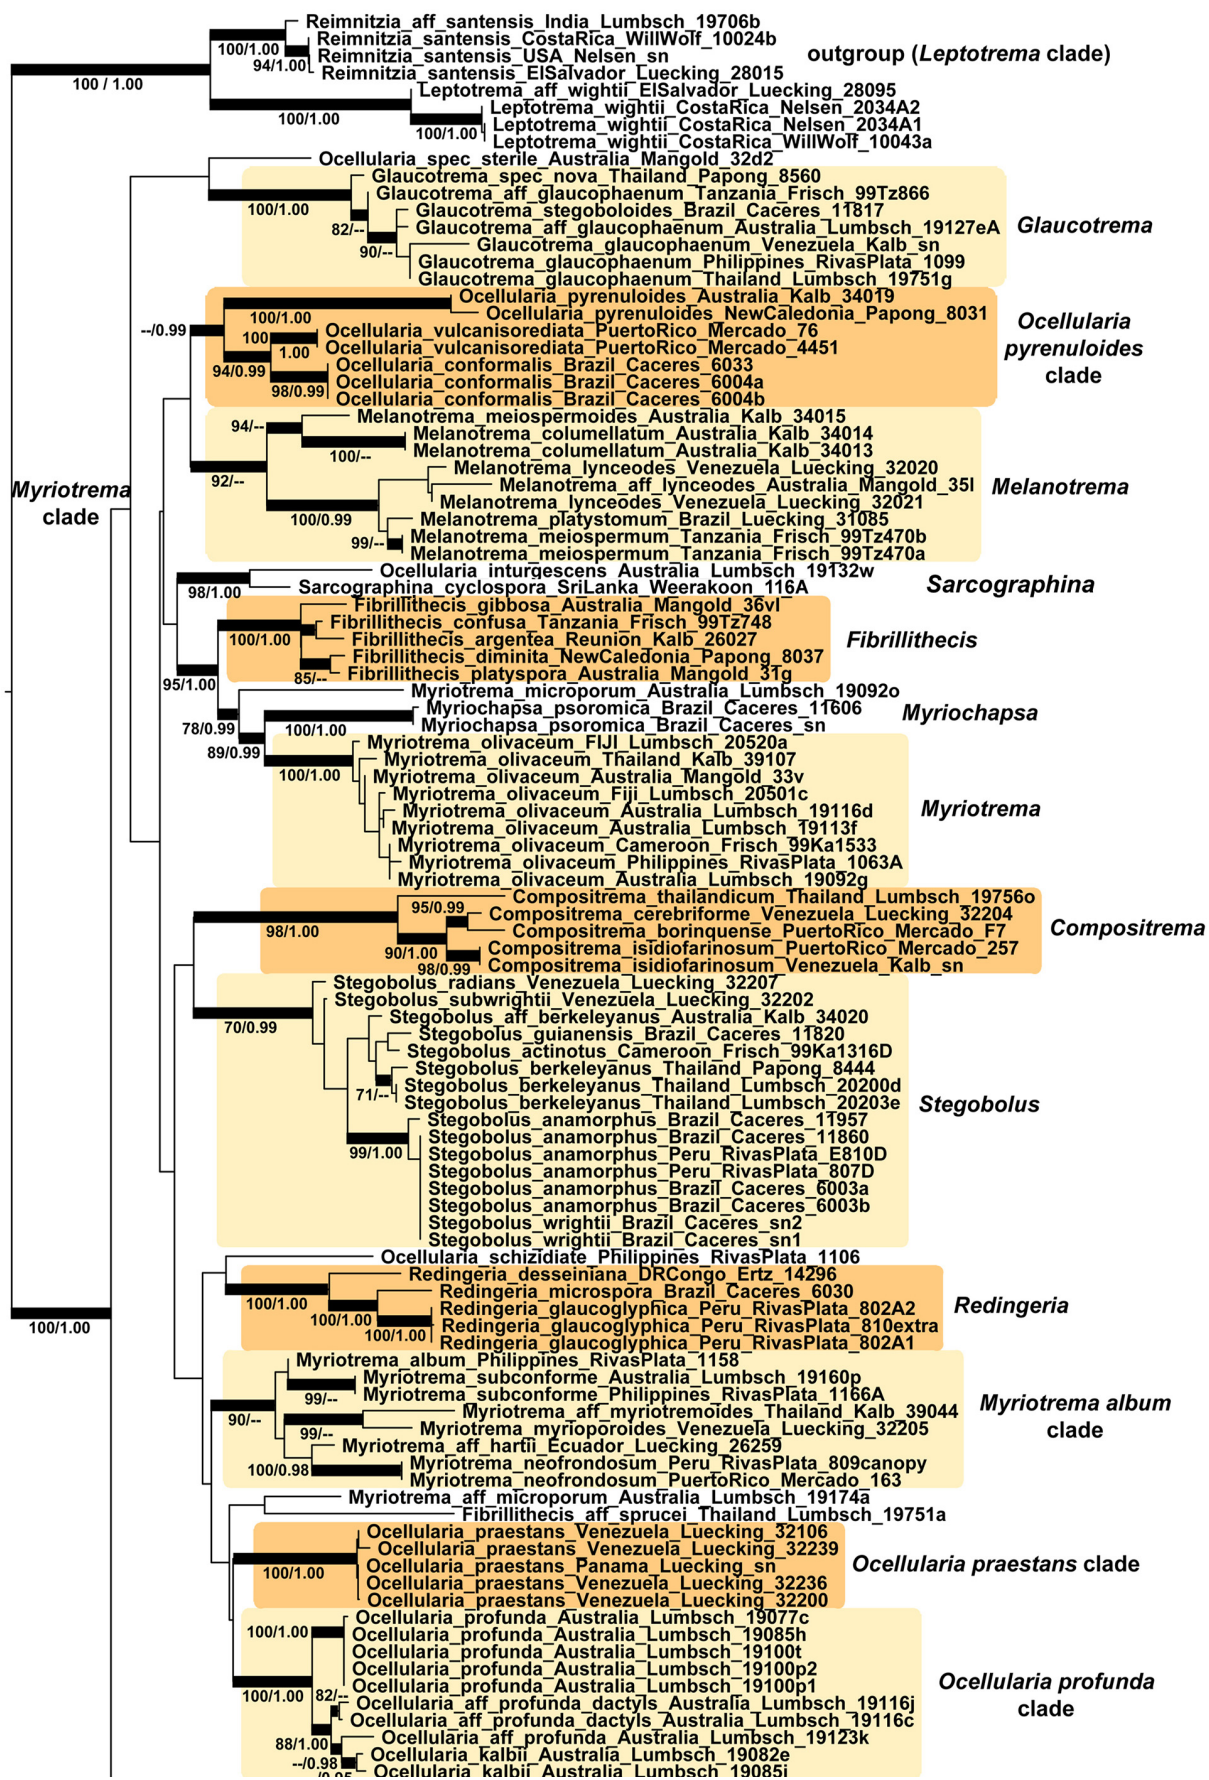 Reimnitzia_aff_santensis_India_Lumbsch_19706b
Reimnitzia_santensis_CostaRica_WillWolf_10024b
100/1.00
outgroup (Leptotrema clade)
Reimnitzia_santensis_USA_Nelsen_sn
94/1.00
Reimnitzia_santensis_ElSalvador_Luecking_28015
100 / 1.00
Leptotrema_aff_wightii_ElSalvador_Luecking_28095
Leptotrema_wightii_CostaRica_Nelsen_2034A2
100/1.00
Leptotrema_wightii_CostaRica_Nelsen_2034A1
100/1.00
Leptotrema_wightii_CostaRica_WillWolf_10043a
Ocellularia_spec_sterile_Australia_Mangold_32d2
Glaucotrema_spec_nova_Thailand_Papong_8560
Glaucotrema_aff_glaucophaenum_Tanzania_Frisch_99Tz866
100/1.00
Glaucotrema_stegoboloides_Brazil_Caceres_11817
Glaucotrema
82/--
Glaucotrema_aff_glaucophaenum_Australia_Lumbsch_19127eA
Glaucotrema_glaucophaenum_Venezuela_Kalb_sn
90/--
Glaucotrema_glaucophaenum_Philippines_RivasPlata_1099
Glaucotrema_glaucophaenum_Thailand_Lumbsch_19751g
Ocellularia_pyrenuloides_Australia_Kalb_34019
100/1.00
Ocellularia_pyrenuloides_NewCaledonia_Papong_8031
--/0.99
Ocellularia
pyrenuloides
clade
Ocellularia_vulcanisorediata_PuertoRico_Mercado_76
100
1.00
Ocellularia_vulcanisorediata_PuertoRico_Mercado_4451
94/0.99
Ocellularia_conformalis_Brazil_Caceres_6033
Ocellularia_conformalis_Brazil_Caceres_6004a
98/0.99
Ocellularia_conformalis_Brazil_Caceres_6004b
Melanotrema_meiospermoides_Australia_Kalb_34015
94/--
Melanotrema_columellatum_Australia_Kalb_34014
100/--
Melanotrema_columellatum_Australia_Kalb_34013
Melanotrema_lynceodes_Venezuela_Luecking_32020
92/--
Melanotrema_aff_lynceodes_Australia_Mangold_35l
Melanotrema
Myriotrema
clade
Melanotrema_lynceodes_Venezuela_Luecking_32021
100/0.99
Melanotrema_platystomum_Brazil_Luecking_31085
Melanotrema_meiospermum_Tanzania_Frisch_99Tz470b
99/--
Melanotrema_meiospermum_Tanzania_Frisch_99Tz470a
Ocellularia_inturgescens_Australia_Lumbsch_19132w
98/1.00
Sarcographina_cyclospora_SriLanka_Weerakoon_116A
Sarcographina
Fibrillithecis_gibbosa_Australia_Mangold_36vl
Fibrillithecis_confusa_Tanzania_Frisch_99Tz748
100/1.00
Fibrillithecis_argentea_Reunion_Kalb_26027
Fibrillithecis
Fibrillithecis_diminita_NewCaledonia_Papong_8037
85/--
Fibrillithecis_platyspora_Australia_Mangold_31g
95/1.00
Myriotrema_microporum_Australia_Lumbsch_19092o
Myriochapsa_psoromica_Brazil_Caceres_11606
Myriochapsa
78/0.99
100/1.00
Myriochapsa_psoromica_Brazil_Caceres_sn
Myriotrema_olivaceum_FIJI_Lumbsch_20520a
89/0.99
Myriotrema_olivaceum_Thailand_Kalb_39107
100/1.00
Myriotrema_olivaceum_Australia_Mangold_33v
Myriotrema_olivaceum_Fiji_Lumbsch_20501c
Myriotrema_olivaceum_Australia_Lumbsch_19116d
Myriotrema
Myriotrema_olivaceum_Australia_Lumbsch_19113f
Myriotrema_olivaceum_Cameroon_Frisch_99Ka1533
Myriotrema_olivaceum_Philippines_RivasPlata_1063A
Myriotrema_olivaceum_Australia_Lumbsch_19092g
Compositrema_thailandicum_Thailand_Lumbsch_19756o
95/0.99
Compositrema_cerebriforme_Venezuela_Luecking_32204
98/1.00
Compositrema_borinquense_PuertoRico_Mercado_F7
Compositrema
Compositrema_isidiofarinosum_PuertoRico_Mercado_257
90/1.00
Compositrema_isidiofarinosum_Venezuela_Kalb_sn
98/0.99
Stegobolus_radians_Venezuela_Luecking_32207
Stegobolus_subwrightii_Venezuela_Luecking_32202
70/0.99
Stegobolus_aff_berkeleyanus_Australia_Kalb_34020
Stegobolus_guianensis_Brazil_Caceres_11820
Stegobolus_actinotus_Cameroon_Frisch_99Ka1316D
Stegobolus_berkeleyanus_Thailand_Papong_8444
Stegobolus_berkeleyanus_Thailand_Lumbsch_20200d
71/--
Stegobolus_berkeleyanus_Thailand_Lumbsch_20203e
Stegobolus
Stegobolus_anamorphus_Brazil_Caceres_11957
Stegobolus_anamorphus_Brazil_Caceres_11860
99/1.00
Stegobolus_anamorphus_Peru_RivasPlata_E810D
Stegobolus_anamorphus_Peru_RivasPlata_807D
Stegobolus_anamorphus_Brazil_Caceres_6003a
Stegobolus_anamorphus_Brazil_Caceres_6003b
Stegobolus_wrightii_Brazil_Caceres_sn2
Stegobolus_wrightii_Brazil_Caceres_sn1
Ocellularia_schizidiate_Philippines_RivasPlata_1106
Redingeria_desseiniana_DRCongo_Ertz_14296
Redingeria_microspora_Brazil_Caceres_6030
100/1.00
Redingeria_glaucoglyphica_Peru_RivasPlata_802A2
Redingeria
100/1.00
Redingeria_glaucoglyphica_Peru_RivasPlata_810extra
100/1.00
100/1.00
Redingeria_glaucoglyphica_Peru_RivasPlata_802A1
Myriotrema_album_Philippines_RivasPlata_1158
Myriotrema_subconforme_Australia_Lumbsch_19160p
99/--
Myriotrema_subconforme_Philippines_RivasPlata_1166A
Myriotrema album
clade
90/--
Myriotrema_aff_myriotremoides_Thailand_Kalb_39044
99/--
Myriotrema_myrioporoides_Venezuela_Luecking_32205
Myriotrema_aff_hartii_Ecuador_Luecking_26259
100/0.98
Myriotrema_neofrondosum_Peru_RivasPlata_809canopy
Myriotrema_neofrondosum_PuertoRico_Mercado_163
Myriotrema_aff_microporum_Australia_Lumbsch_19174a
Fibrillithecis_aff_sprucei_Thailand_Lumbsch_19751a
Ocellularia_praestans_Venezuela_Luecking_32106
Ocellularia_praestans_Venezuela_Luecking_32239
100/1.00
Ocellularia_praestans_Panama_Luecking_sn
Ocellularia praestans clade
Ocellularia_praestans_Venezuela_Luecking_32236
Ocellularia_praestans_Venezuela_Luecking_32200
Ocellularia_profunda_Australia_Lumbsch_19077c
100/1.00
Ocellularia_profunda_Australia_Lumbsch_19085h
Ocellularia_profunda_Australia_Lumbsch_19100t
Ocellularia_profunda_Australia_Lumbsch_19100p2
Ocellularia profunda
clade
Ocellularia_profunda_Australia_Lumbsch_19100p1
100/1.00
82/--
Ocellularia_aff_profunda_dactyls_Australia_Lumbsch_19116j
Ocellularia_aff_profunda_dactyls_Australia_Lumbsch_19116c
88/1.00
Ocellularia_aff_profunda_Australia_Lumbsch_19123k
Ocellularia_kalbii_Australia_Lumbsch_19082e
--/0.98
Ocellularia_kalbii_Australia_Lumbsch_19085i